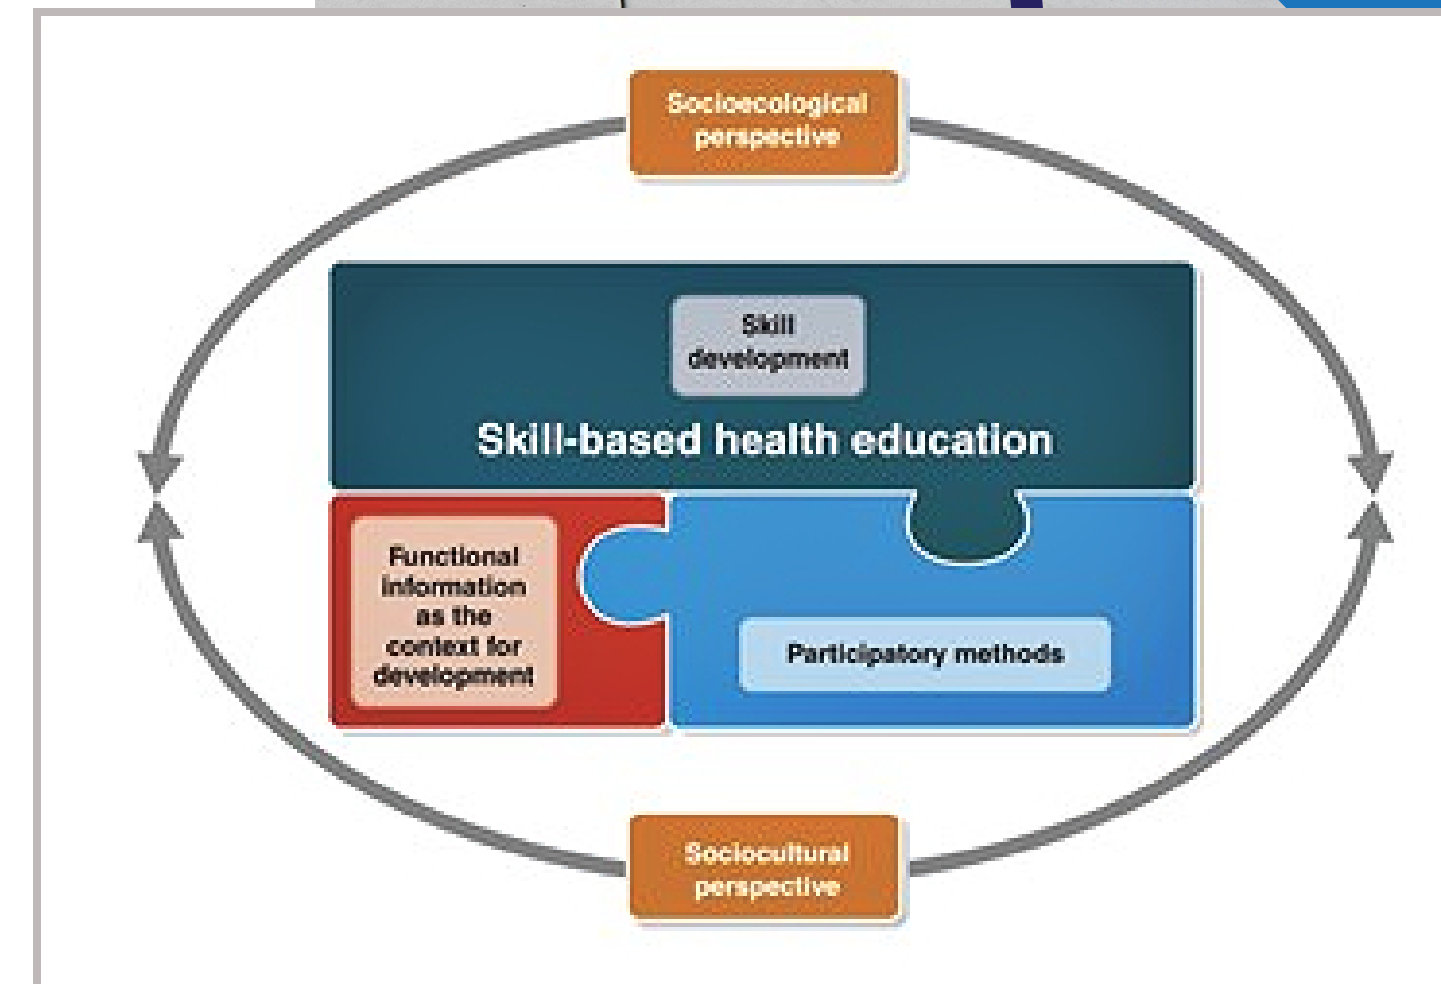 Socioecological
perspective
Skill
development
Skill-based health education
Functional
information
as the
context for
development
Participatory methods
Sociocultural
perspective